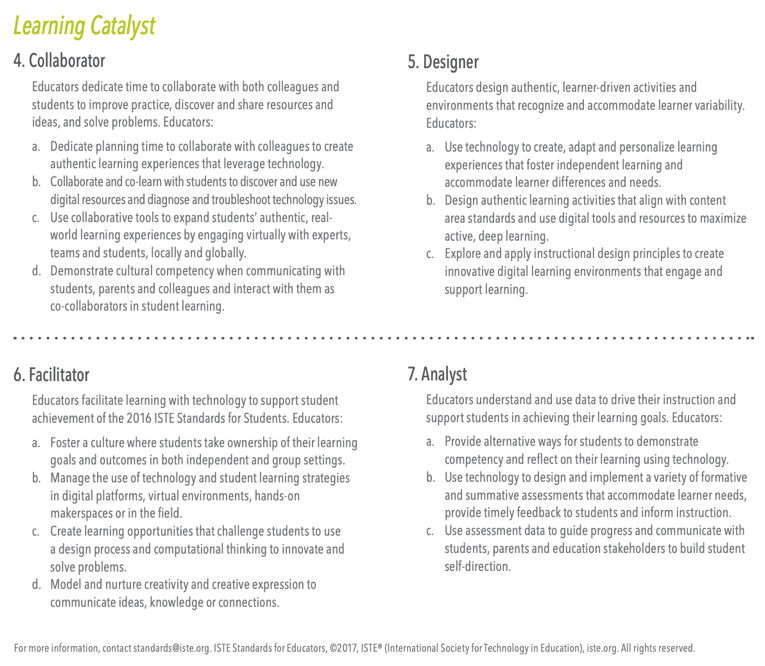 Learning Catalyst
4. Collaborator
Educators dedicate time to collaborate with both colleagues and
students to improve practice, discover and share resources and
ideas, and solve problems. Educators:
a. Dedicate planning time to collaborate with colleagues to create
authentic learning experiences that leverage technology.
b. Collaborate and co-learn with students to discover and use new
digital resources and diagnose and troubleshoot technology issues.
c. Use collaborative tools to expand students’ authentic, real-
world learning experiences by engaging virtually with experts,
teams and students, locally and globally.
d. Demonstrate cultural competency when communicating with
students, parents and colleagues and interact with them as
co-collaborators in student learning.
5. Designer
Educators design authentic, learner-driven activities and
environments that recognize and accommodate learner variability.
Educators:
a. Use technology to create, adapt and personalize learning
experiences that foster independent learning and
accommodate learner differences and needs.
b. Design authentic learning activities that align with content
area standards and use digital tools and resources to maximize
active, deep learning.
c. Explore and apply instructional design principles to create
innovative digital learning environments that engage and
support learning.
6. Facilitator
Educators facilitate learning with technology to support student
achievement of the 2016 ISTE Standards for Students. Educators:
a. Foster a culture where students take ownership of their learning
goals and outcomes in both independent and group settings.
b. Manage the use of technology and student learning strategies
in digital platforms, virtual environments, hands-on
makerspaces or in the field.
c. Create learning opportunities that challenge students to use
a design process and computational thinking to innovate and
solve problems.
d. Model and nurture creativity and creative expression to
communicate ideas, knowledge or connections.
7. Analyst
Educators understand and use data to drive their instruction and
support students in achieving their learning goals. Educators:
a. Provide alternative ways for students to demonstrate
competency and reflect on their learning using technology.
b. Use technology to design and implement a variety of formative
and summative assessments that accommodate learner needs,
provide timely feedback to students and inform instruction.
c. Use assessment data to guide progress and communicate with
students, parents and education stakeholders to build student
self-direction.
For more information, contact standards@iste.org. ISTE Standards for Educators, ©2017, ISTE® (International Society for Technology in Education), iste.org. All rights reserved.